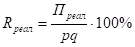 R_реал = П_реал / pq · 100%